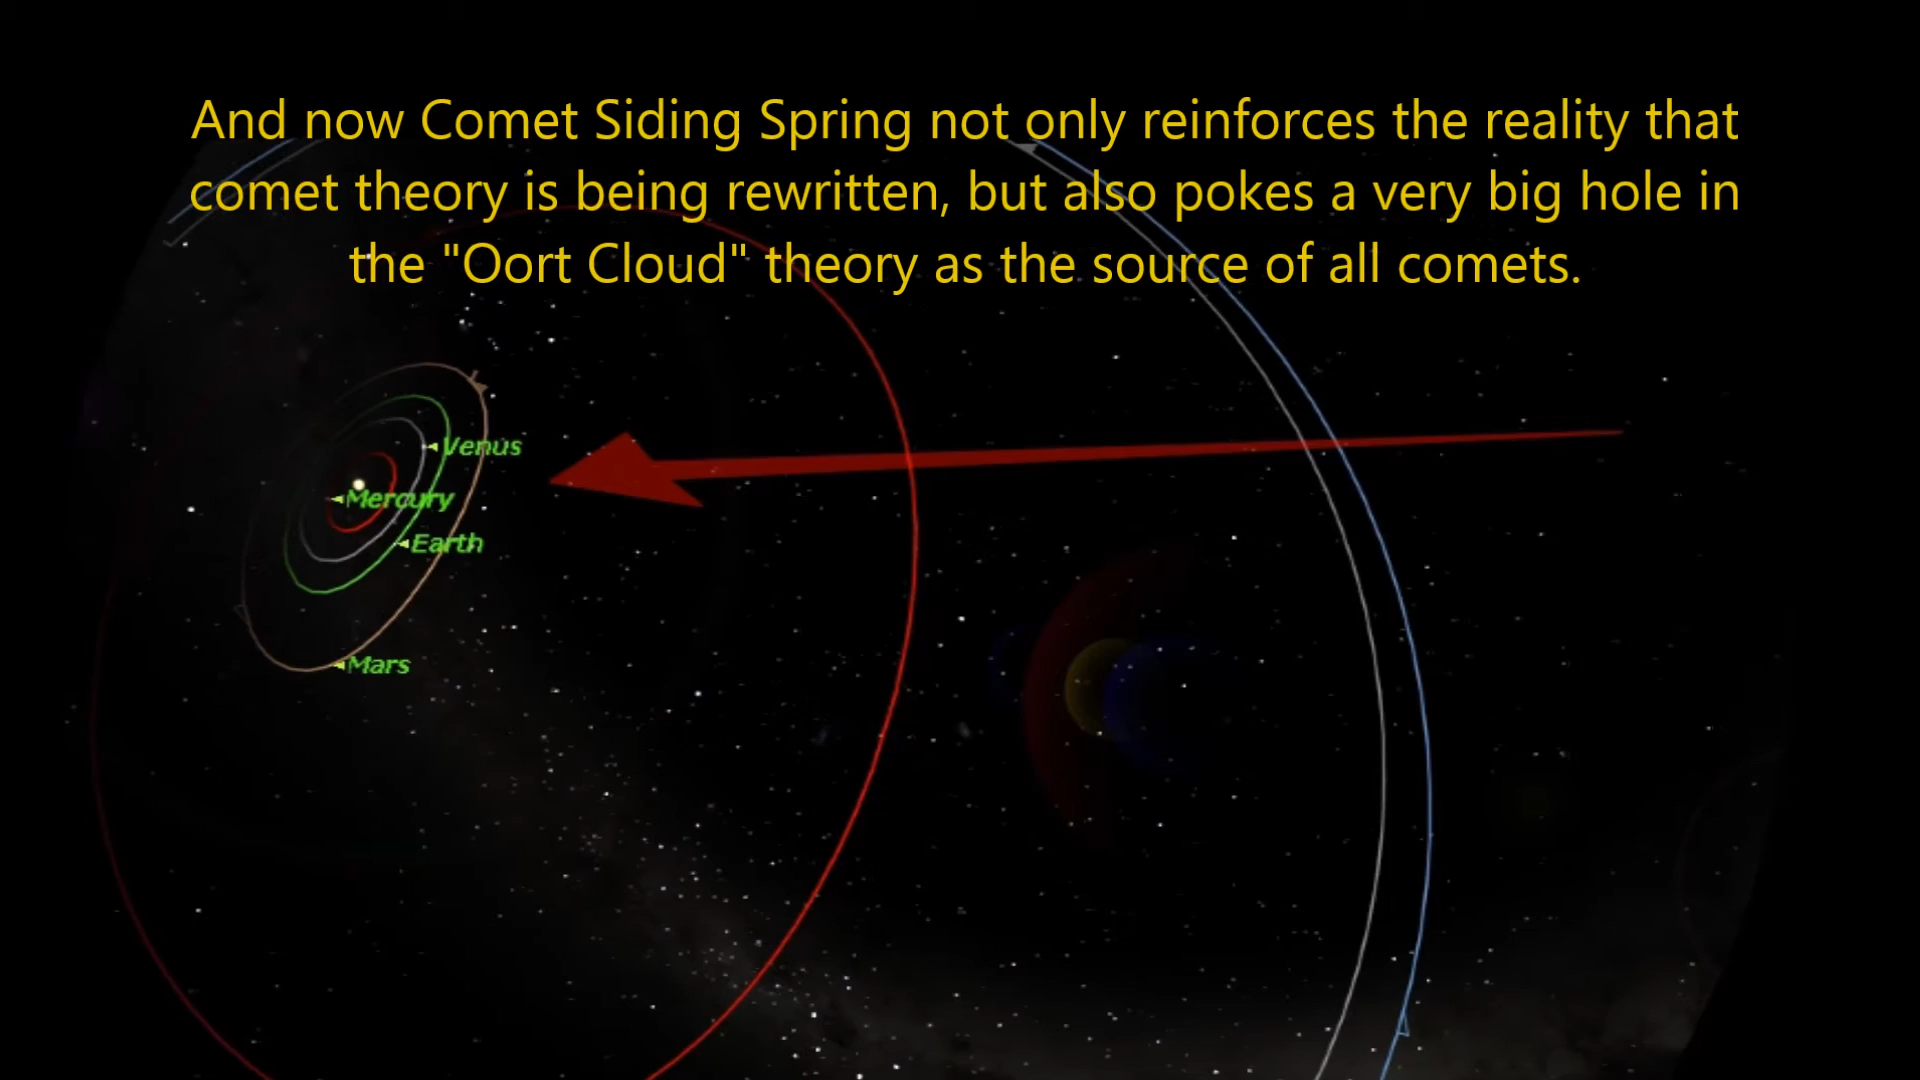 And now Comet Siding Spring not only reinforces the reality that
comet theory is being rewritten, but also pokes a very big hole in
the "Oort Cloud" theory as the source of all comets.
Venus
Mercury
Earth
Mars